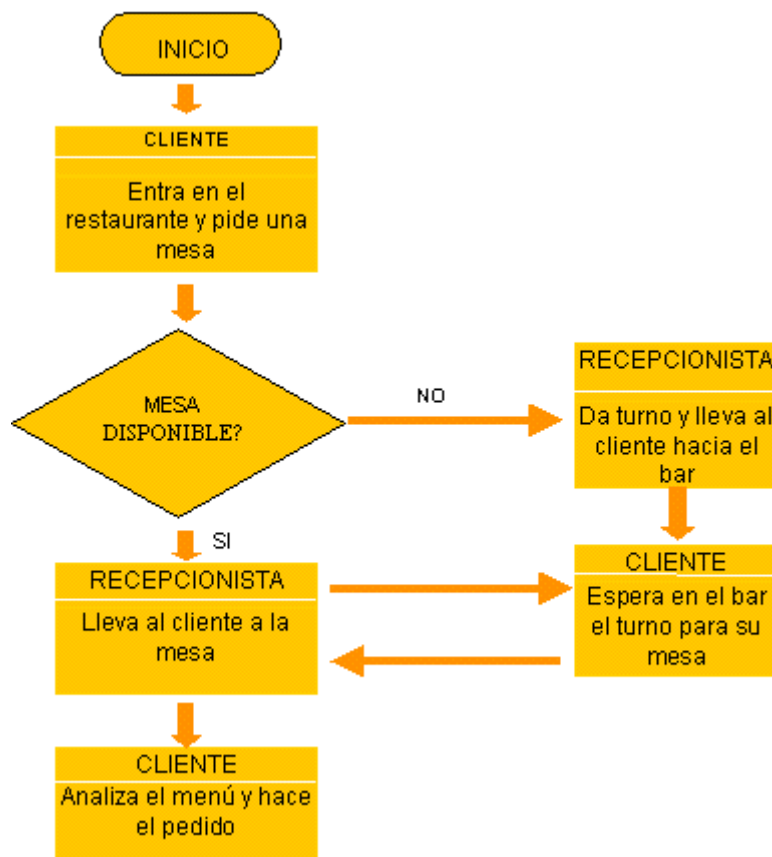 INICIO
CLIENTE
Entra en el
restaurante y pide una
mesa
MESA
DISPONIBLE?
NO
RECEPCIONISTA
Da turno y lleva al
cliente hacia el
bar
SI
RECEPCIONISTA
Lleva al cliente a la
mesa
CLIENTE
Espera en el bar
el turno para su
mesa
CLIENTE
Analiza el menú y hace
el pedido